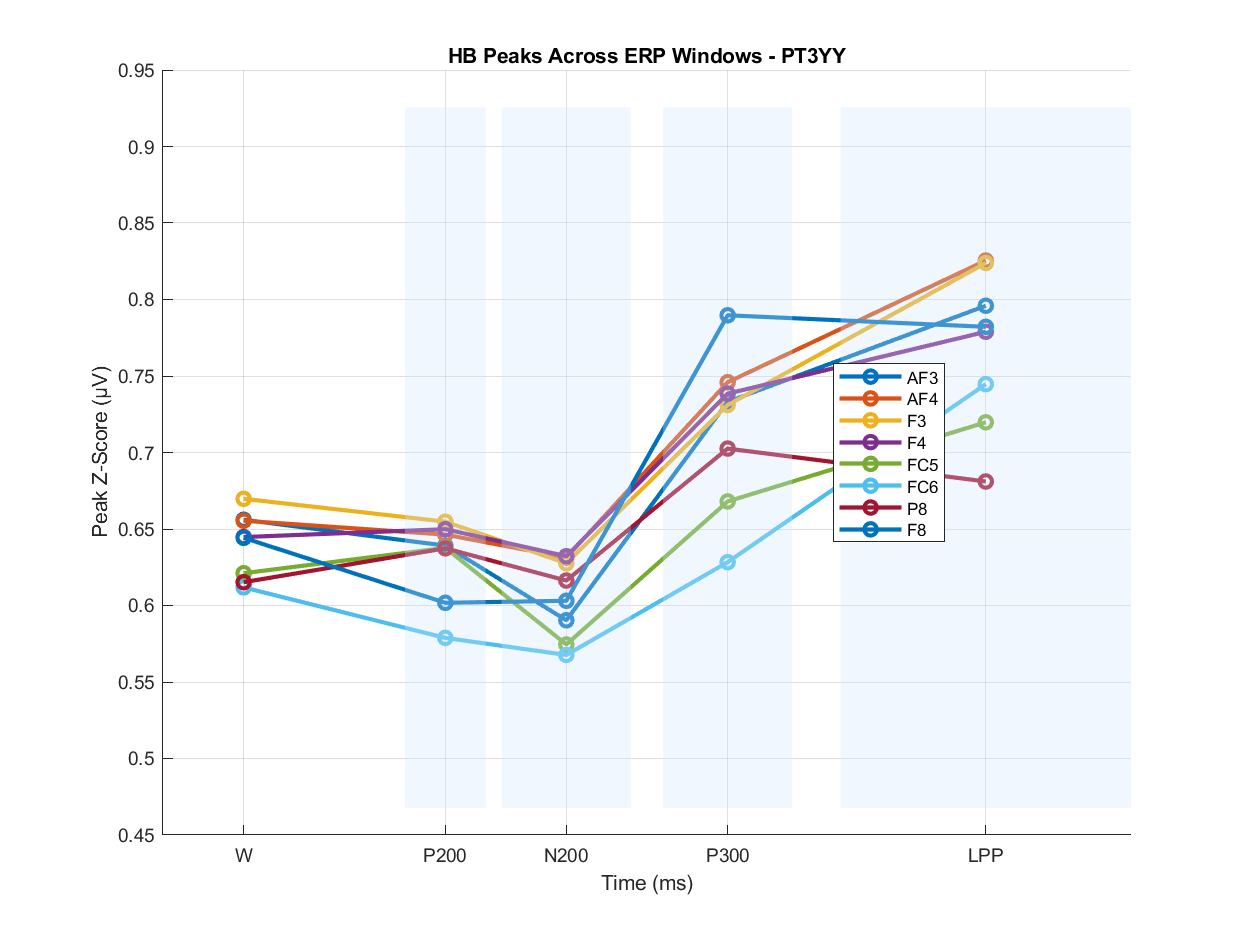 HB Peaks Across ERP Windows - PT3YY
0.95
0.9
0.85
0.8
0.75
0.7
0.65
0.6
0.55
0.5
0.45
Peak Z-Score (µV)
AF3
AF4
F3
F4
FC5
FC6
P8
F8
W P200 N200 P300 LPP
Time (ms)